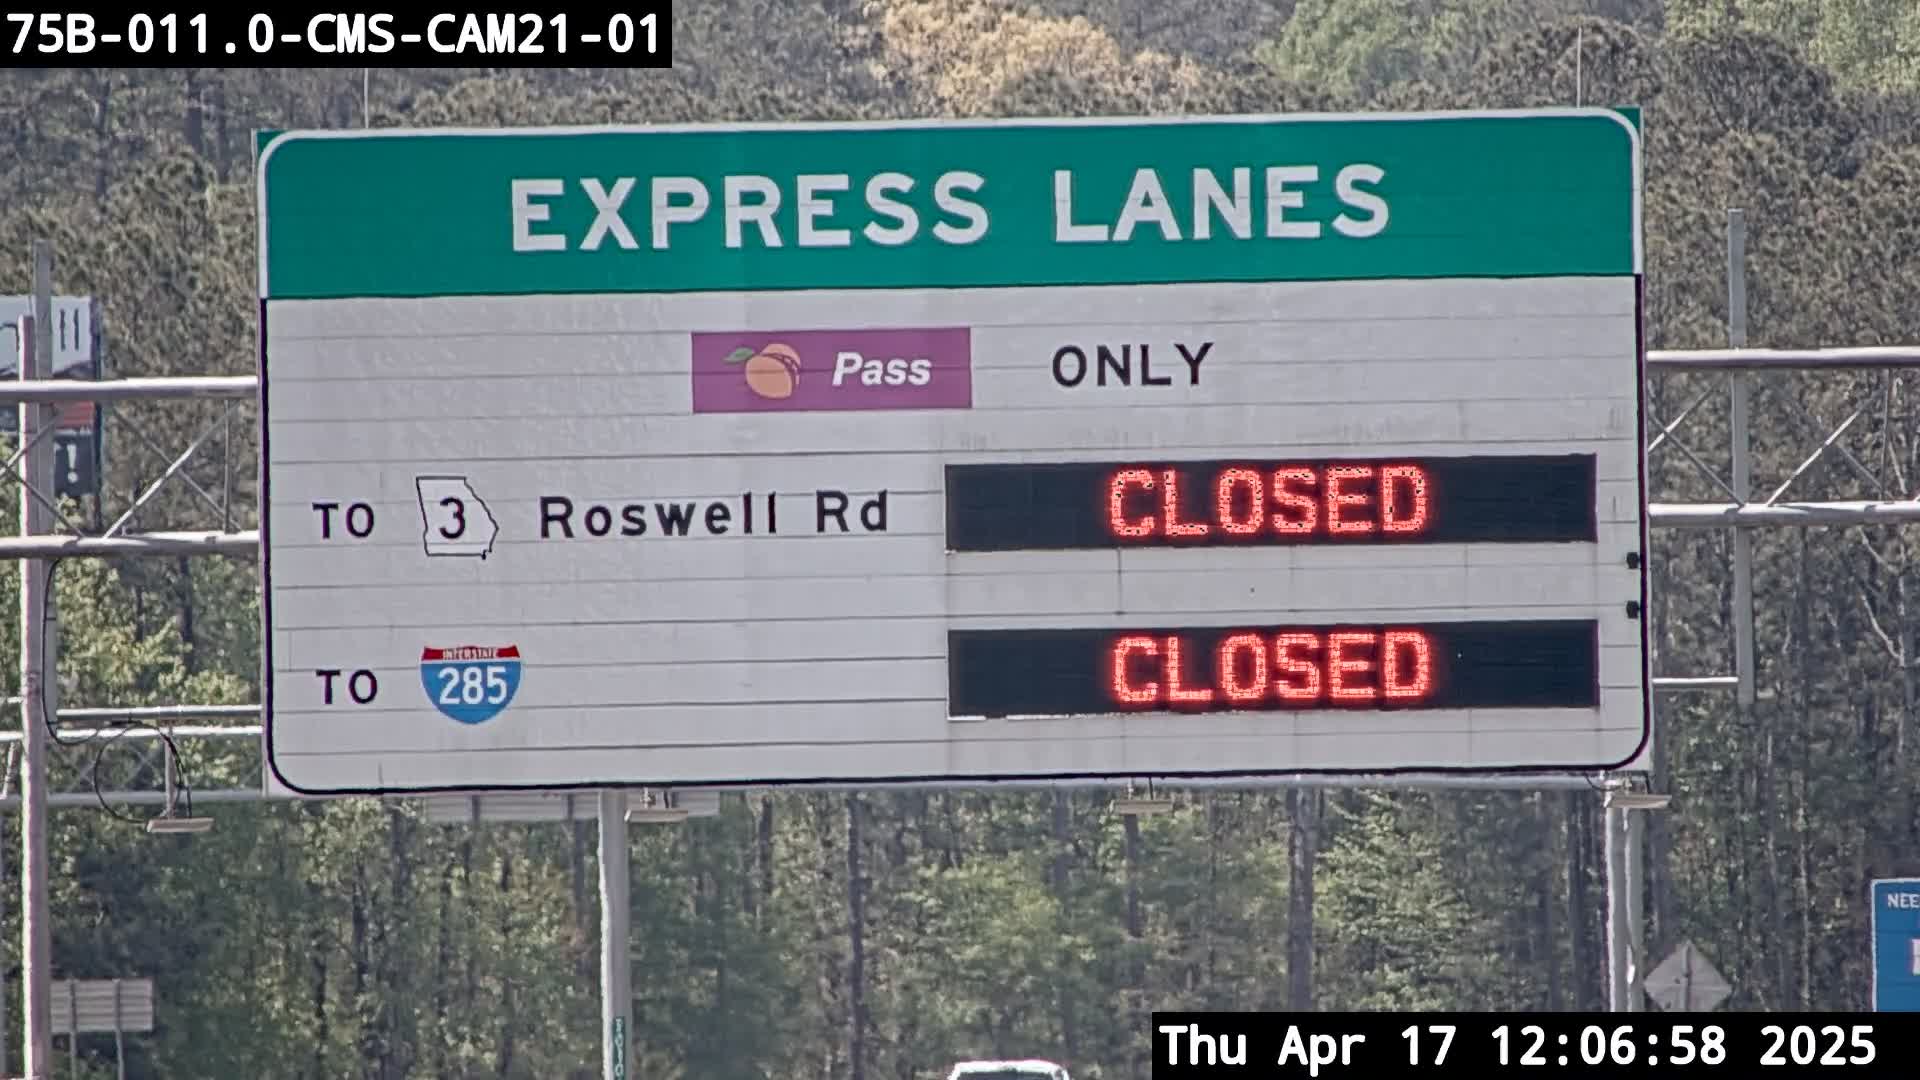 75B-011.0-CMS-CAM21-01
EXPRESS LANES
Pass ONLY
TO 3 Roswell Rd CLOSED
TO INTERSTATE 285 CLOSED
NEE
Thu Apr 17 12:06:58 2025